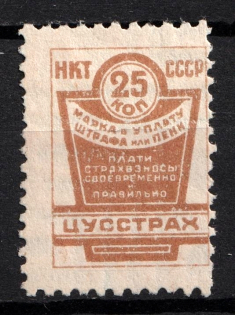 НКТ СССР
25
КОП
МАРКА В УПЛАТУ
ШТРАФА ИЛИ ПЕНИ
ПЛАТИ
СТРАХВЗНОСЫ
СВОЕВРЕМЕННО
И
ПРАВИЛЬНО
ЦУССТРАХ